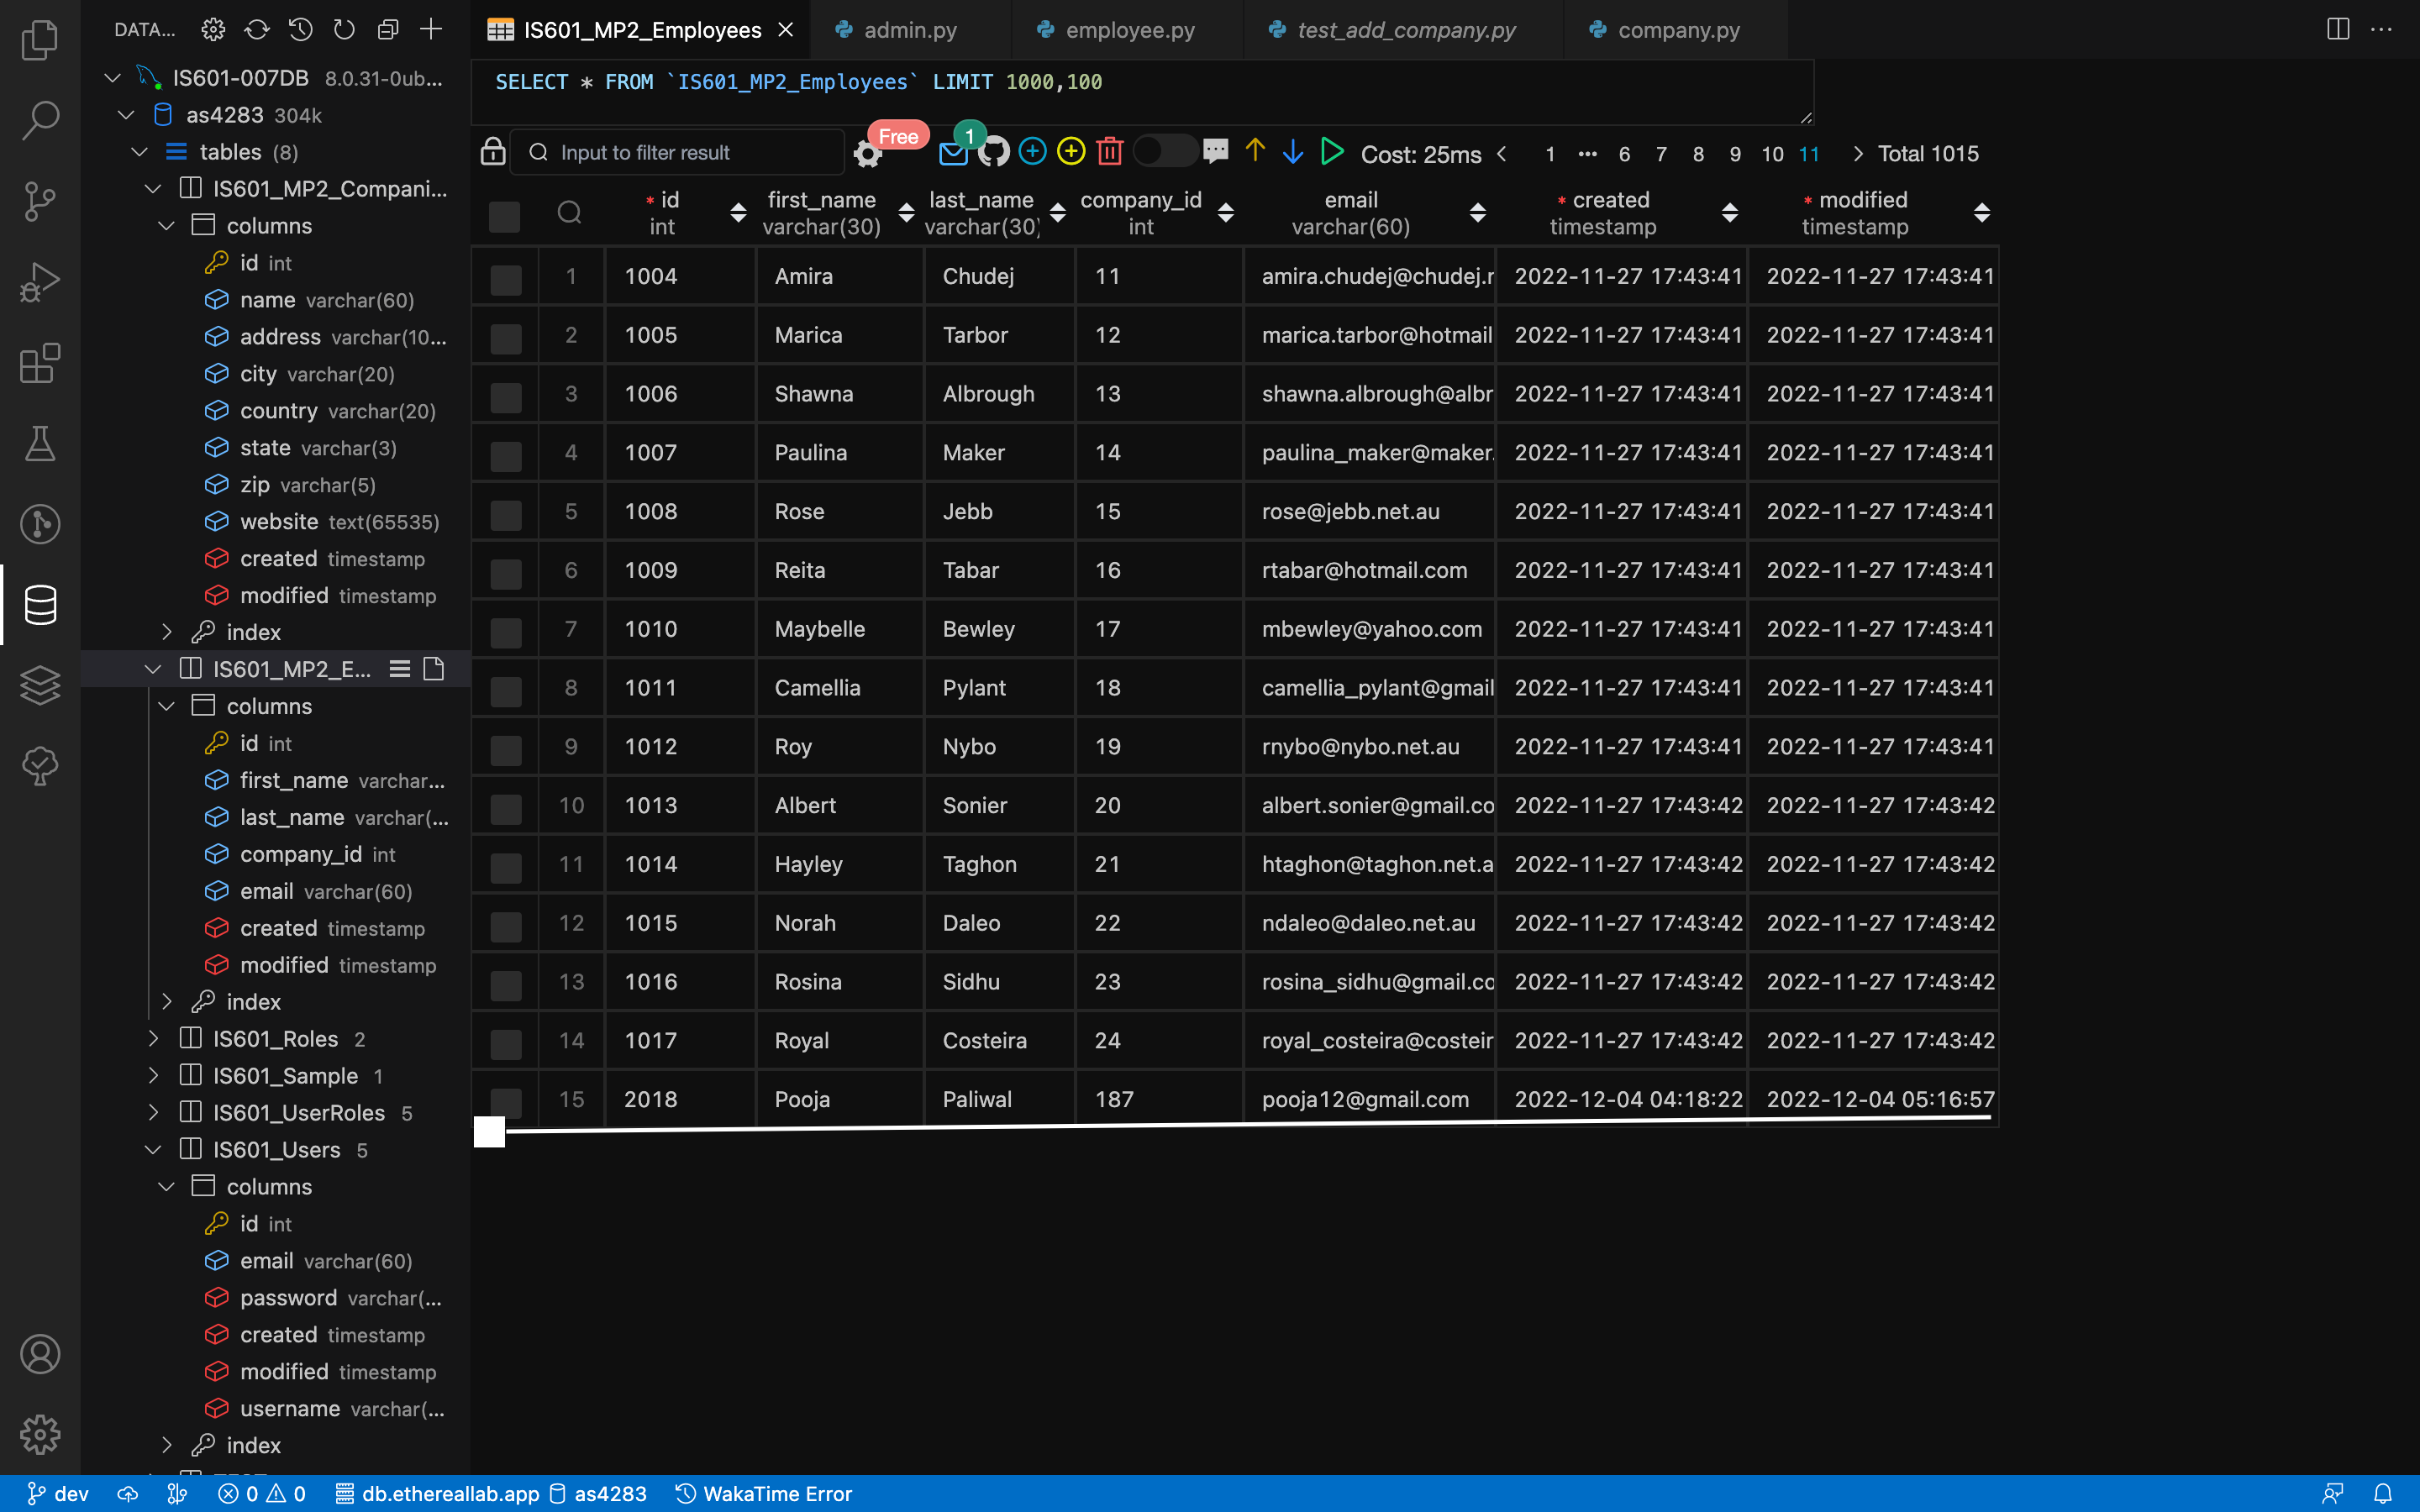 DATA...
IS601-007DB 8.0.31-0ub...
as4283 304k
tables (8)
IS601_MP2_Compani...
columns
id int
name varchar(60)
address varchar(10...
city varchar(20)
country varchar(20)
state varchar(3)
zip varchar(5)
website text(65535)
created timestamp
modified timestamp
index
IS601_MP2_E...
columns
id int
first_name varchar...
last_name varchar(...
company_id int
email varchar(60)
created timestamp
modified timestamp
index
IS601_Roles 2
IS601_Sample 1
IS601_UserRoles 5
IS601_Users 5
columns
id int
email varchar(60)
password varchar(...
created timestamp
modified timestamp
username varchar(...
index
IS601_MP2_Employees admin.py employee.py test_add_company.py company.py
SELECT * FROM `IS601_MP2_Employees` LIMIT 1000,100
Input to filter result Free 1 Cost: 25ms 1 ••• 6 7 8 9 10 11 Total 1015
* id first_name last_name company_id email * created * modified
int varchar(30) varchar(30) int varchar(60) timestamp timestamp
1 1004 Amira Chudej 11 amira.chudej@chudej.r 2022-11-27 17:43:41 2022-11-27 17:43:41
2 1005 Marica Tarbor 12 marica.tarbor@hotmail 2022-11-27 17:43:41 2022-11-27 17:43:41
3 1006 Shawna Albrough 13 shawna.albrough@albr 2022-11-27 17:43:41 2022-11-27 17:43:41
4 1007 Paulina Maker 14 paulina_maker@maker. 2022-11-27 17:43:41 2022-11-27 17:43:41
5 1008 Rose Jebb 15 rose@jebb.net.au 2022-11-27 17:43:41 2022-11-27 17:43:41
6 1009 Reita Tabar 16 rtabar@hotmail.com 2022-11-27 17:43:41 2022-11-27 17:43:41
7 1010 Maybelle Bewley 17 mbewley@yahoo.com 2022-11-27 17:43:41 2022-11-27 17:43:41
8 1011 Camellia Pylant 18 camellia_pylant@gmail 2022-11-27 17:43:41 2022-11-27 17:43:41
9 1012 Roy Nybo 19 rnybo@nybo.net.au 2022-11-27 17:43:41 2022-11-27 17:43:41
10 1013 Albert Sonier 20 albert.sonier@gmail.co 2022-11-27 17:43:42 2022-11-27 17:43:42
11 1014 Hayley Taghon 21 htaghon@taghon.net.a 2022-11-27 17:43:42 2022-11-27 17:43:42
12 1015 Norah Daleo 22 ndaleo@daleo.net.au 2022-11-27 17:43:42 2022-11-27 17:43:42
13 1016 Rosina Sidhu 23 rosina_sidhu@gmail.co 2022-11-27 17:43:42 2022-11-27 17:43:42
14 1017 Royal Costeira 24 royal_costeira@costeir 2022-11-27 17:43:42 2022-11-27 17:43:42
15 2018 Pooja Paliwal 187 pooja12@gmail.com 2022-12-04 04:18:22 2022-12-04 05:16:57
dev 0 0 db.ethereallab.app as4283 WakaTime Error